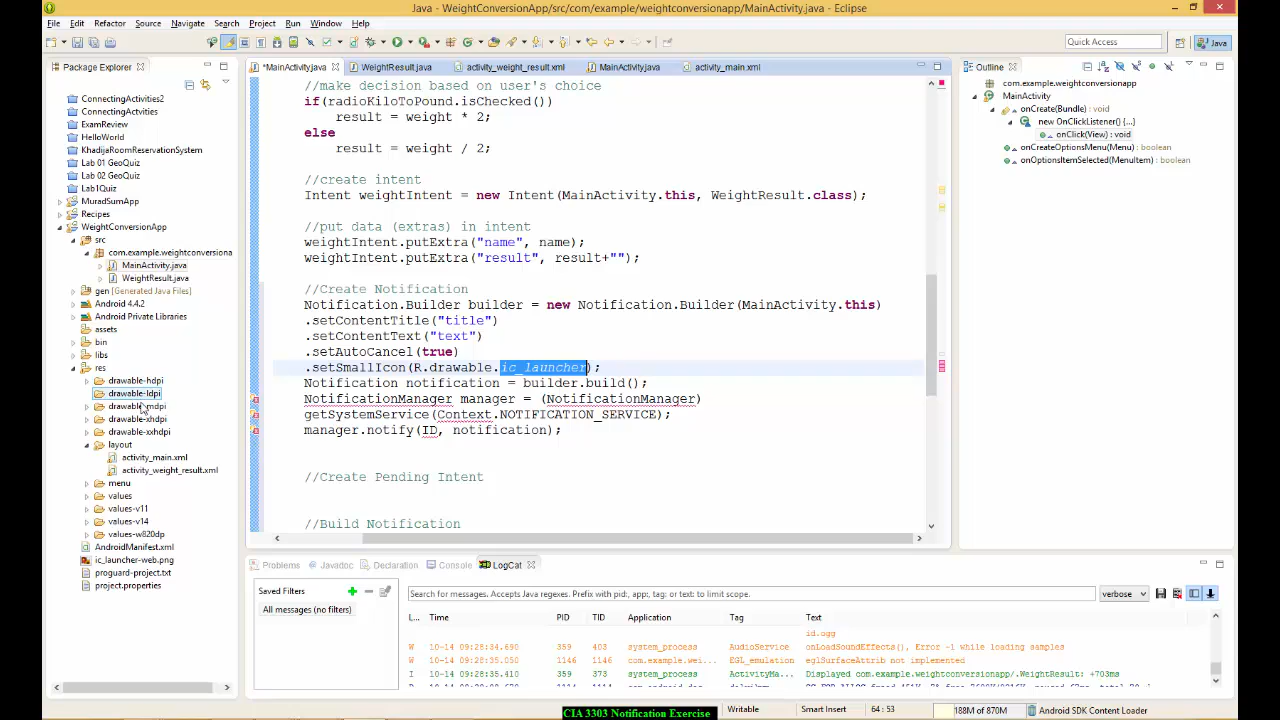 Java - WeightConversionApp/src/com/example/weightconversionapp/MainActivity.java - Eclipse
File Edit Refactor Source Navigate Search Project Run Window Help
Quick Access
Java
Package Explorer
ConnectingActivities2
ConnectingActvities
ExamReview
HelloWorld
KhadijaRoomReservationSystem
Lab 01 GeoQuiz
Lab 02 GeoQuiz
Lab1Quiz
MuradSumApp
Recipes
WeightConversionApp
src
com.example.weightconversiona
MainActivity.java
WeightResult.java
gen [Generated Java Files]
Android 4.4.2
Android Private Libraries
assets
bin
libs
res
drawable-hdpi
drawable-ldpi
drawable-mdpi
drawable-xhdpi
drawable-xxhdpi
layout
activity_main.xml
activity_weight_result.xml
menu
values
values-v11
values-v14
values-w820dp
AndroidManifest.xml
ic_launcher-web.png
proguard-project.txt
project.properties
*MainActivity.java WeightResult.java activity_weight_result.xml MainActivity.java activity_main.xml
//make decision based on user's choice
if(radioKiloToPound.isChecked())
result = weight * 2;
else
result = weight / 2;
//create intent
Intent weightIntent = new Intent(MainActivity.this, WeightResult.class);
//put data (extras) in intent
weightIntent.putExtra("name", name);
weightIntent.putExtra("result", result+"");
//Create Notification
Notification.Builder builder = new Notification.Builder(MainActivity.this)
.setContentTitle("title")
.setContentText("text")
.setAutoCancel(true)
.setSmallIcon(R.drawable.ic_launcher);
Notification notification = builder.build();
NotificationManager manager = (NotificationManager)
getSystemService(Context.NOTIFICATION_SERVICE);
manager.notify(ID, notification);
//Create Pending Intent
//Build Notification
Outline
com.example.weightconversionapp
MainActivity
onCreate(Bundle) : void
new OnClickListener() {...}
onClick(View) : void
onCreateOptionsMenu(Menu) : boolean
onOptionsItemSelected(MenuItem) : boolean
Problems Javadoc Declaration Console LogCat
Saved Filters
All messages (no filters)
Search for messages. Accepts Java regexes. Prefix with pid:, app:, tag: or text: to limit scope.
verbose
L... Time PID TID Application Tag Text
id.ogg
W 10-14 09:28:34.690 359 403 system_process AudioService onLoadSoundEffects(), Error -1 while loading samples
W 10-14 09:28:35.050 1146 1146 com.example.wei... EGL_emulation eglSurfaceAttrib not implemented
I 10-14 09:28:35.410 359 373 system_process ActivityMa... Displayed com.example.weightconversionapp/.WeightResult: +703ms
CIA 3303 Notification Exercise
Writable Smart Insert 64 : 53 188M of 870M Android SDK Content Loader